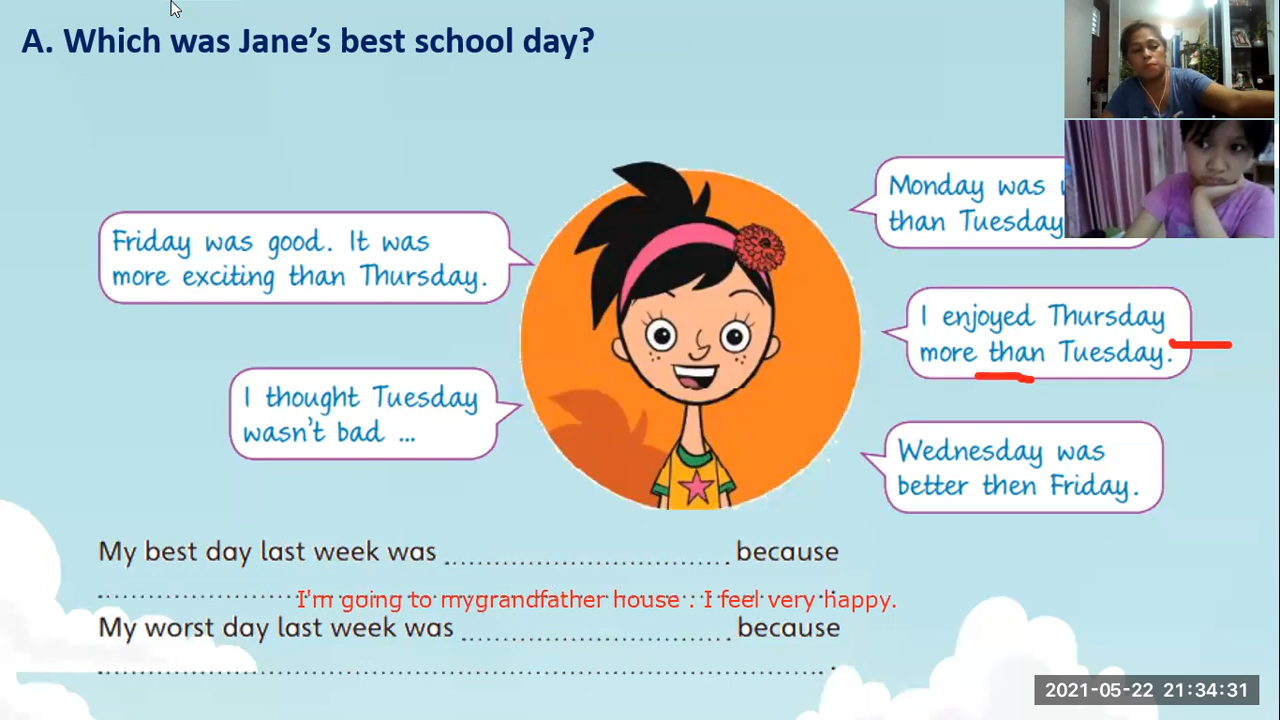 A. Which was Jane's best school day?
Monday was
than Tuesday
Friday was good. It was
more exciting than Thursday.
I enjoyed Thursday
more than Tuesday.
I thought Tuesday
wasn't bad ...
Wednesday was
better then Friday.
My best day last week was ................................ because
I'm going to mygrandfather house . I feel very happy.
My worst day last week was ................................ because
2021-05-22 21:34:31